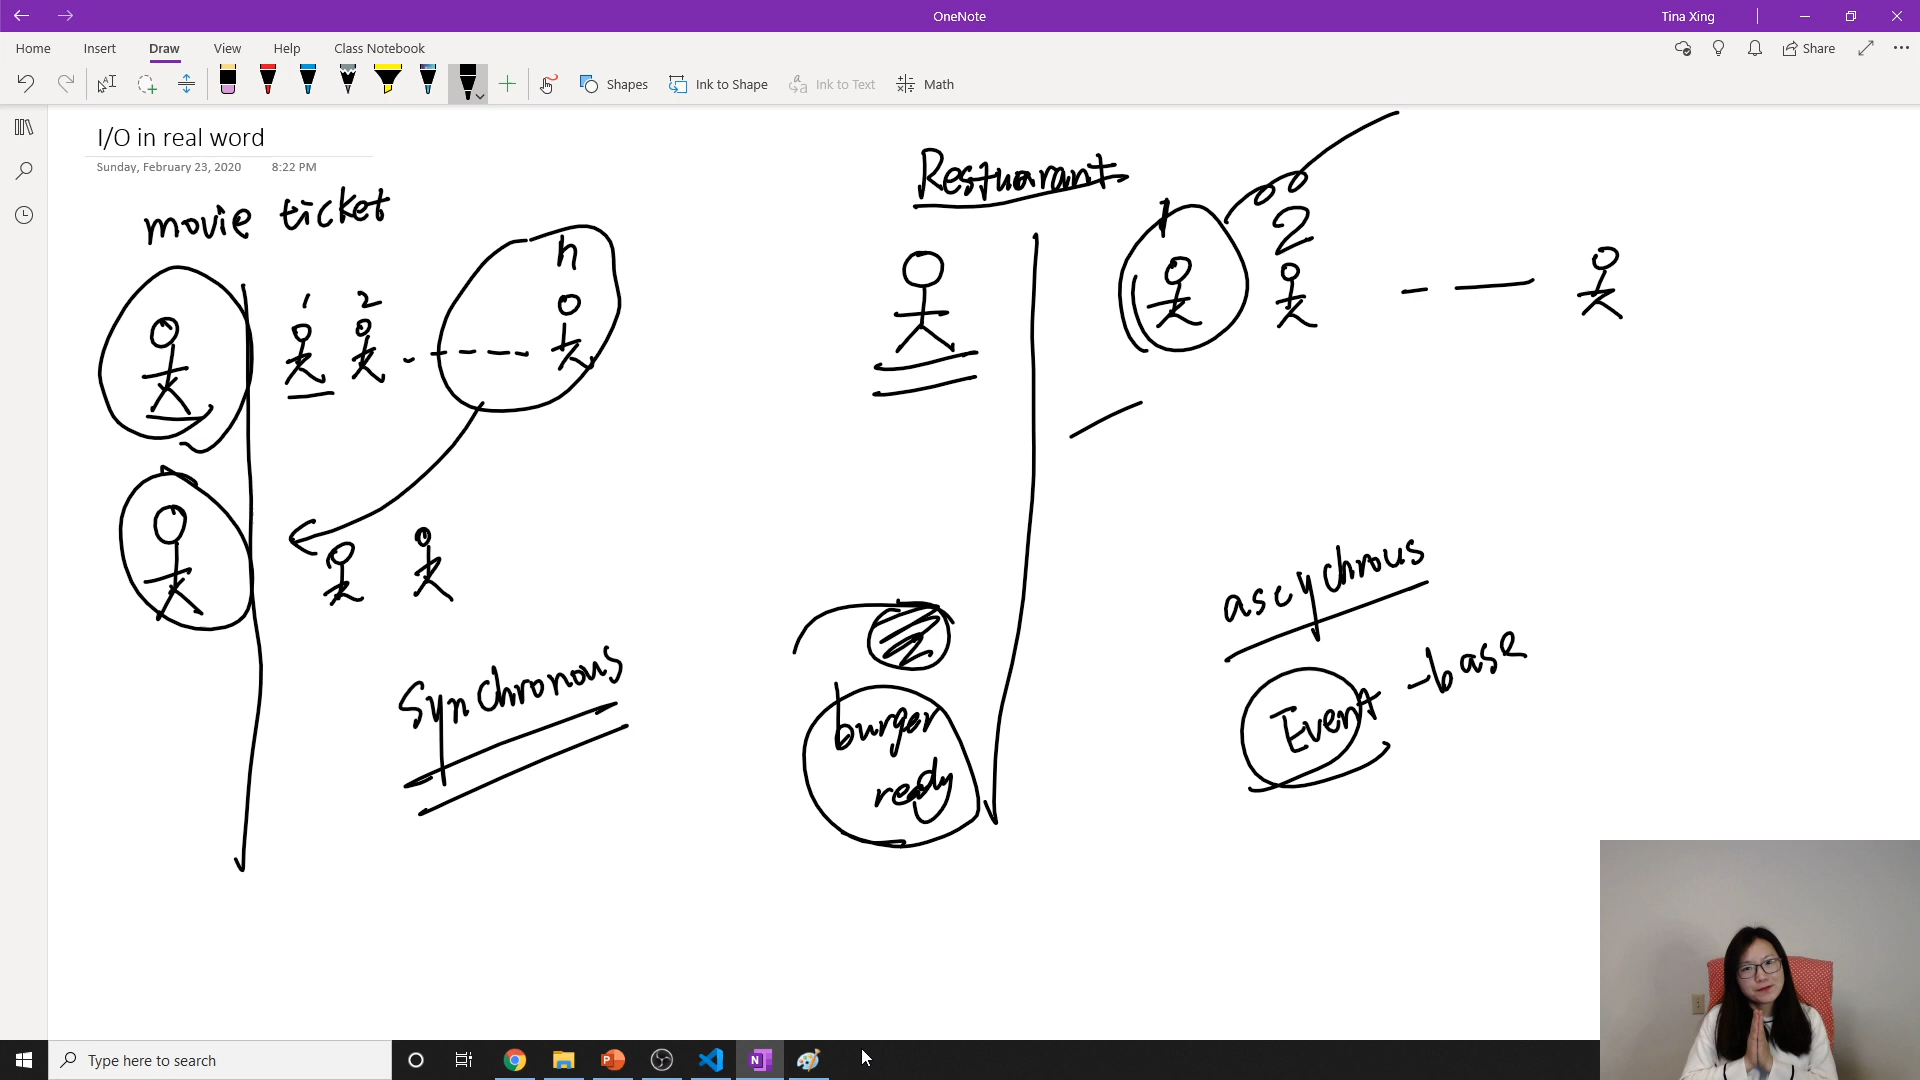 OneNote
Tina Xing
Home Insert Draw View Help Class Notebook
Share
Shapes Ink to Shape Ink to Text Math
I/O in real word
Sunday, February 23, 2020 8:22 PM
movie ticket
1 2 n
Synchronous
Restuarant
1 2
burger
ready
ascychrous
Event -base
Type here to search